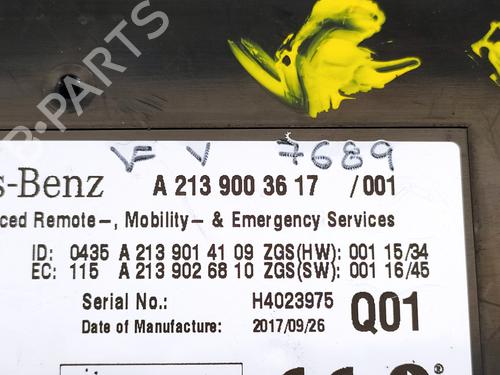 VF V 7689
s-Benz A 213 900 36 17 /001
ced Remote-, Mobility- & Emergency Services
ID: 0435 A 213 901 41 09 ZGS(HW): 001 15/34
EC: 115 A 213 902 68 10 ZGS(SW): 001 16/45
Serial No.: H4023975 Q01
Date of Manufacture: 2017/09/26
B-PARTS